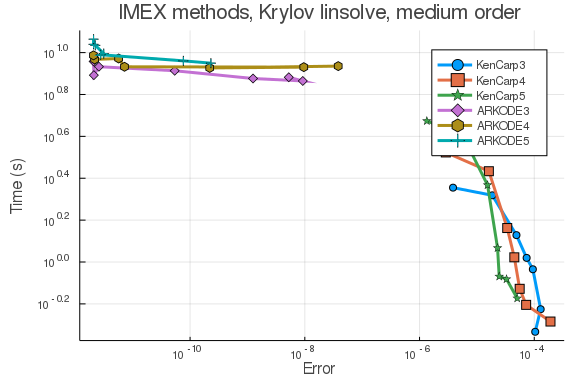 IMEX methods, Krylov linsolve, medium order
KenCarp3
KenCarp4
KenCarp5
ARKODE3
ARKODE4
ARKODE5
Time (s)
10^1.0
10^0.8
10^0.6
10^0.4
10^0.2
10^0.0
10^-0.2
10^-10
10^-8
10^-6
10^-4
Error